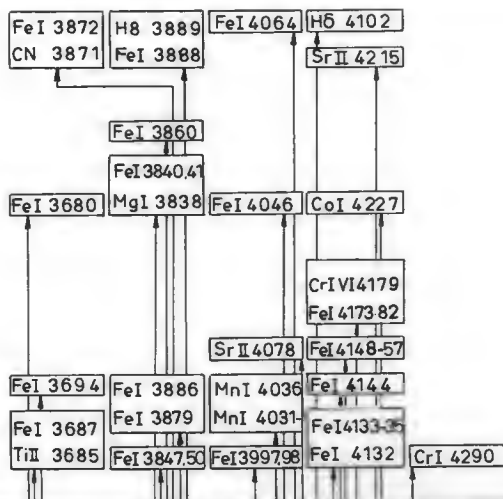 FeI 3872
CN 3871
H8 3889
FeI 3888
FeI 4064
Hδ 4102
SrII 4215
FeI 3860
FeI 3840,41
MgI 3838
FeI 3680
FeI 4046
CoI 4227
CrI VI 4179
FeI 4173-82
SrII 4078
FeI 4148-57
FeI 3694
FeI 3886
FeI 3879
MnI 4036
MnI 4031-
FeI 4144
FeI 3687
TiII 3685
FeI 4133-35
FeI 4132
FeI 3847,50
FeI 3997,98
CrI 4290